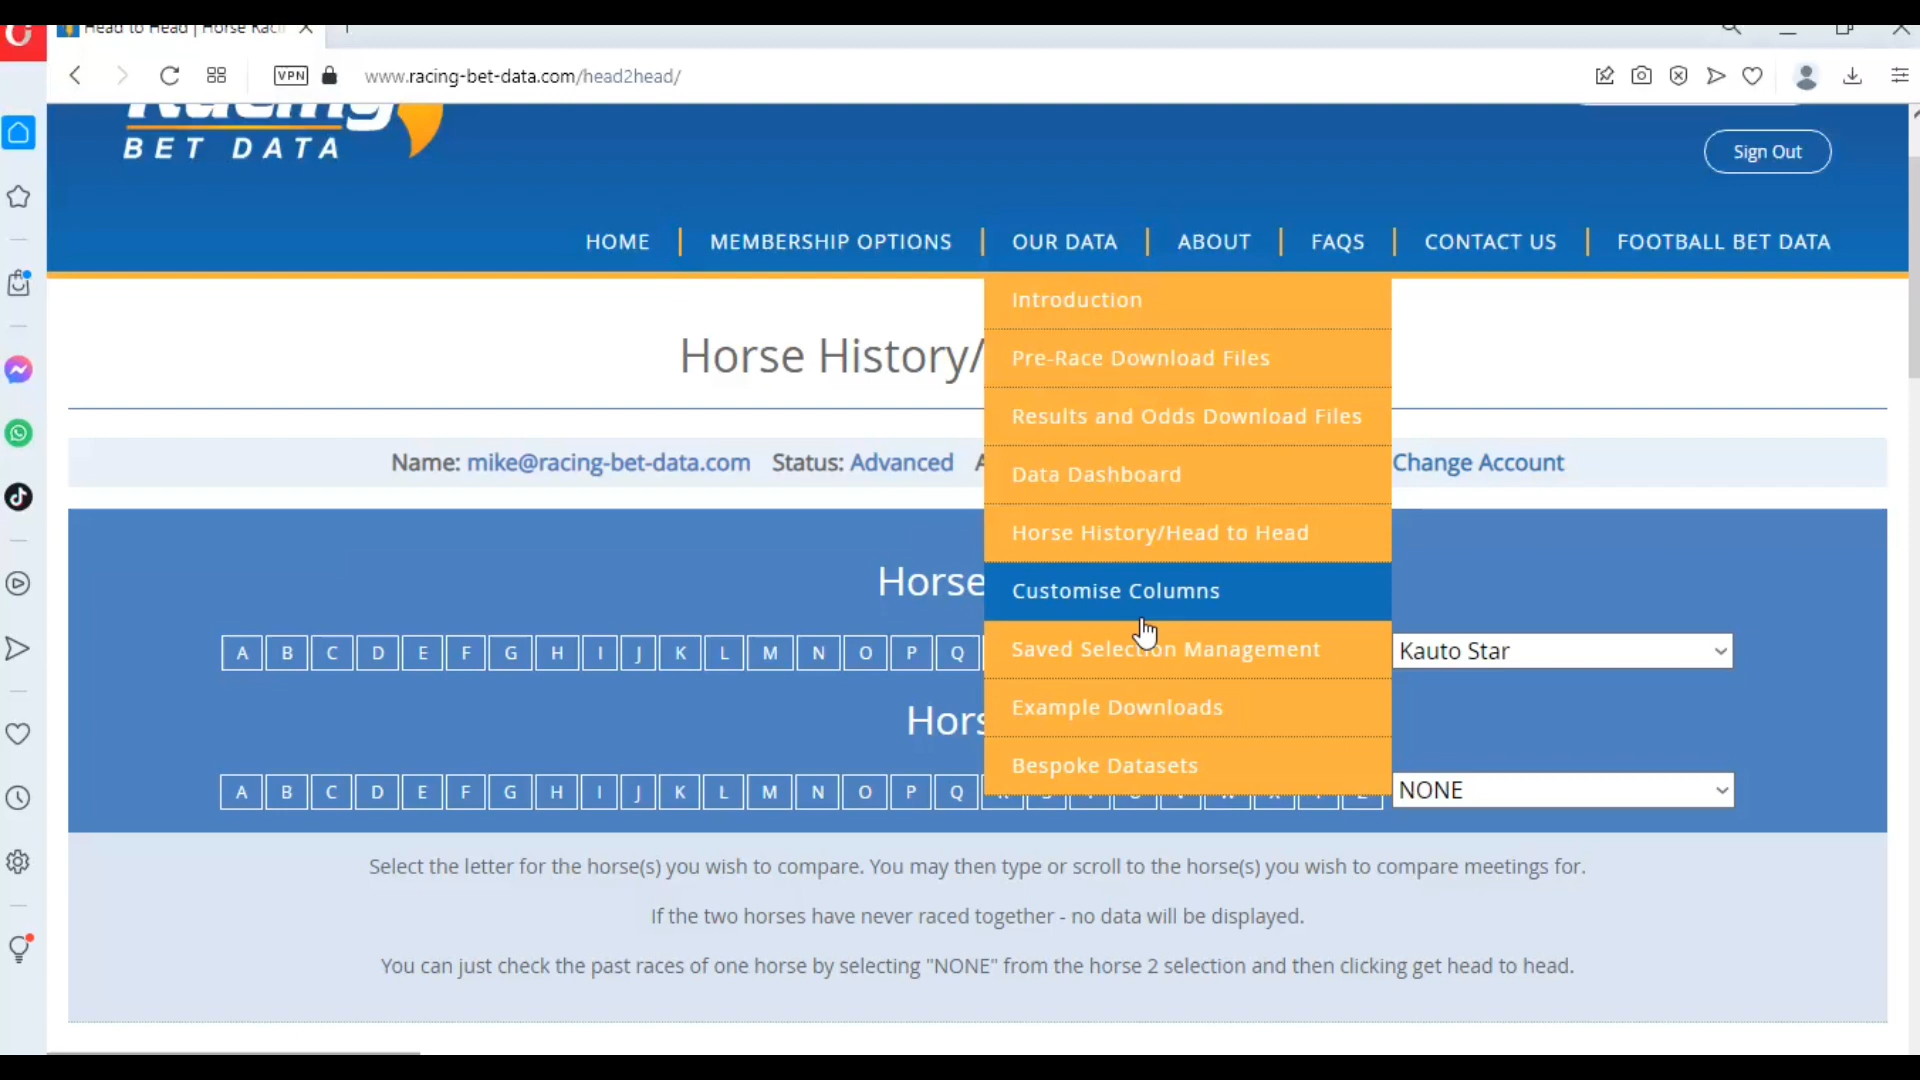 Head to Head | Horse Racin
VPN
www.racing-bet-data.com/head2head/
Racing
BET DATA
Sign Out
HOME
MEMBERSHIP OPTIONS
OUR DATA
ABOUT
FAQS
CONTACT US
FOOTBALL BET DATA
Introduction
Pre-Race Download Files
Results and Odds Download Files
Data Dashboard
Horse History/Head to Head
Customise Columns
Saved Selection Management
Example Downloads
Bespoke Datasets
Horse History/
Name: mike@racing-bet-data.com Status: Advanced A
Change Account
Horse
A B C D E F G H I J K L M N O P Q
Kauto Star
Hors
A B C D E F G H I J K L M N O P Q R S T U V W X Y Z
NONE
Select the letter for the horse(s) you wish to compare. You may then type or scroll to the horse(s) you wish to compare meetings for.
If the two horses have never raced together - no data will be displayed.
You can just check the past races of one horse by selecting "NONE" from the horse 2 selection and then clicking get head to head.